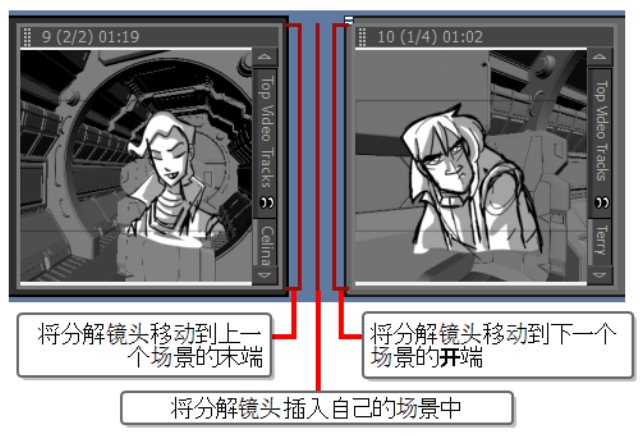 9 (2/2) 01:19
Top Video Tracks
Celina
10 (1/4) 01:02
Top Video Tracks
Terry
将分解镜头移动到上一
个场景的末端
将分解镜头移动到下一个
场景的开端
将分解镜头插入自己的场景中